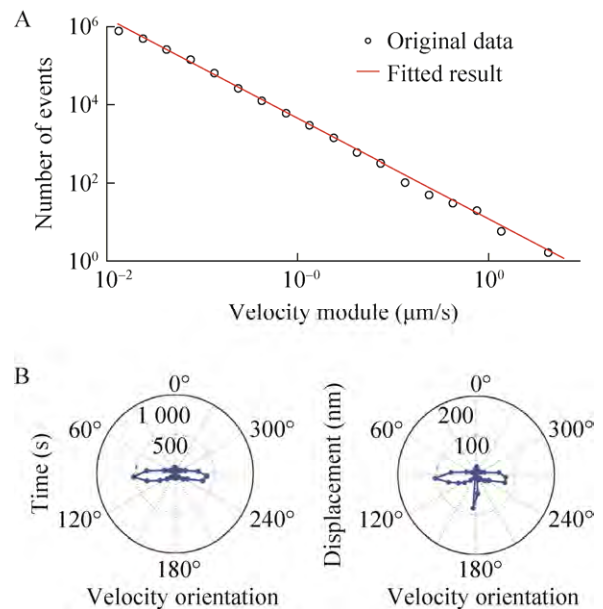 A
10⁶
10⁴
10²
10⁰
Number of events
Original data
Fitted result
10⁻²
10⁻⁰
10⁰
Velocity module (μm/s)
B
0°
60°
300°
1 000
500
Time (s)
120°
240°
180°
Velocity orientation
0°
60°
300°
200
100
Displacement (nm)
120°
240°
180°
Velocity orientation